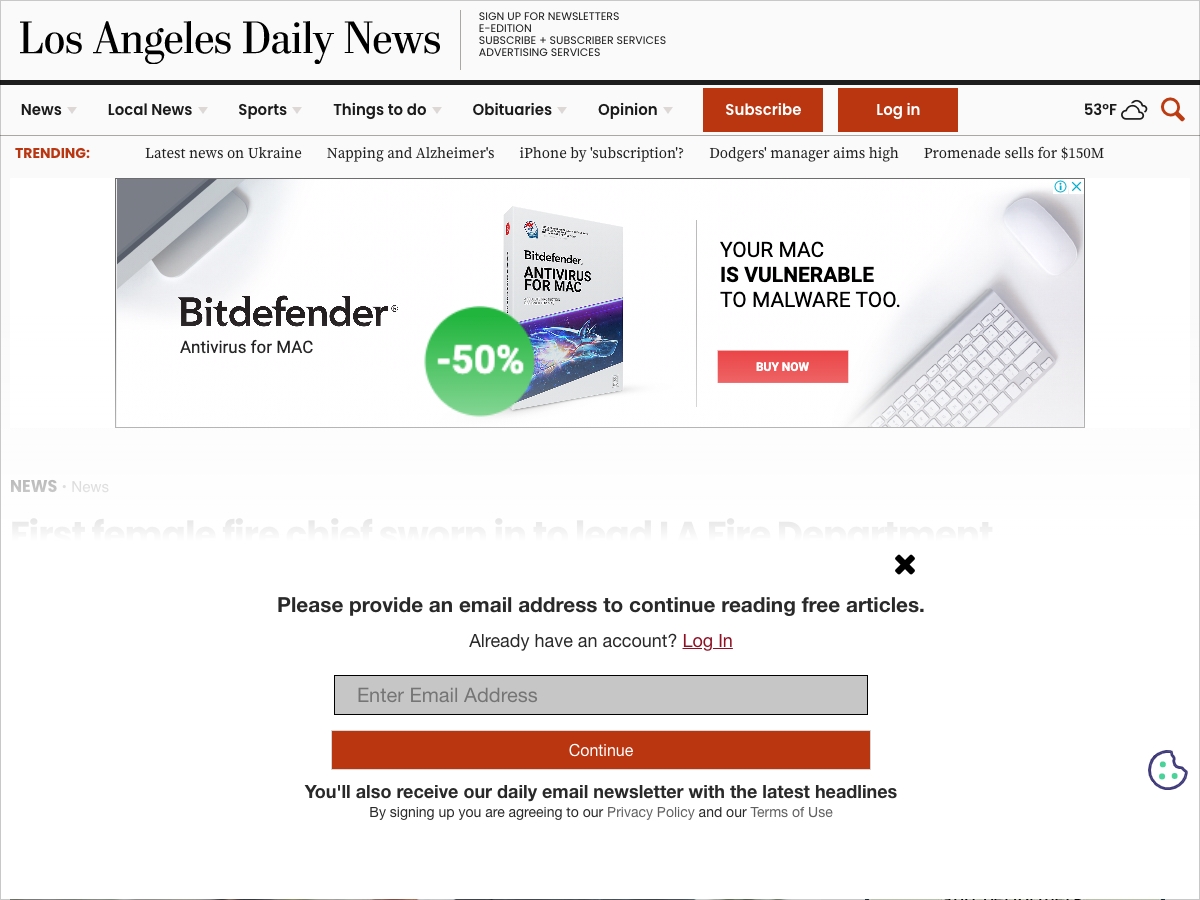 Los Angeles Daily News
SIGN UP FOR NEWSLETTERS
E-EDITION
SUBSCRIBE + SUBSCRIBER SERVICES
ADVERTISING SERVICES
News
Local News
Sports
Things to do
Obituaries
Opinion
Subscribe
Log in
53°F
TRENDING:
Latest news on Ukraine
Napping and Alzheimer's
iPhone by 'subscription'?
Dodgers' manager aims high
Promenade sells for $150M
Bitdefender®
Antivirus for MAC
-50%
Bitdefender.
ANTIVIRUS
FOR MAC
YOUR MAC
IS VULNERABLE
TO MALWARE TOO.
BUY NOW
NEWS • News
First female fire chief sworn in to lead LA Fire Department
Please provide an email address to continue reading free articles.
Already have an account? Log In
Enter Email Address
Continue
You'll also receive our daily email newsletter with the latest headlines
By signing up you are agreeing to our Privacy Policy and our Terms of Use